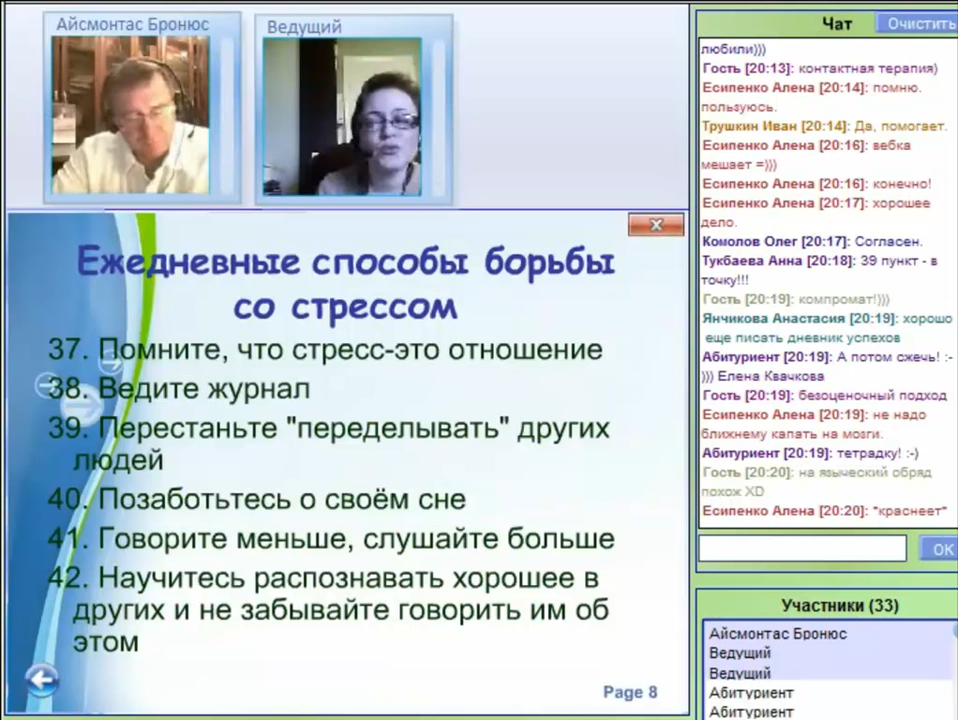 Айсмонтас Бронюс
Ведущий
Ежедневные способы борьбы
со стрессом
37. Помните, что стресс-это отношение
38. Ведите журнал
39. Перестаньте "переделывать" других
людей
40. Позаботьтесь о своём сне
41. Говорите меньше, слушайте больше
42. Научитесь распознавать хорошее в
других и не забывайте говорить им об
этом
Page 8
Чат
Очистить
любили)))
Гость [20:13]: контактная терапия)
Есипенко Алена [20:14]: помню.
пользуюсь.
Трушкин Иван [20:14]: Да, помогает.
Есипенко Алена [20:16]: вебка
мешает =)))
Есипенко Алена [20:16]: конечно!
Есипенко Алена [20:17]: хорошее
дело.
Комолов Олег [20:17]: Согласен.
Тукбаева Анна [20:18]: 39 пункт - в
точку!!!
Гость [20:19]: компромат!)))
Янчикова Анастасия [20:19]: хорошо
еще писать дневник успехов
Абитуриент [20:19]: А потом сжечь! :-
))) Елена Квачкова
Гость [20:19]: безоценочный подход
Есипенко Алена [20:19]: не надо
ближнему капать на мозги.
Абитуриент [20:19]: тетрадку! :-)
Гость [20:20]: на языческий обряд
похож XD
Есипенко Алена [20:20]: "краснеет"
ОК
Участники (33)
Айсмонтас Бронюс
Ведущий
Ведущий
Абитуриент
Абитуриент